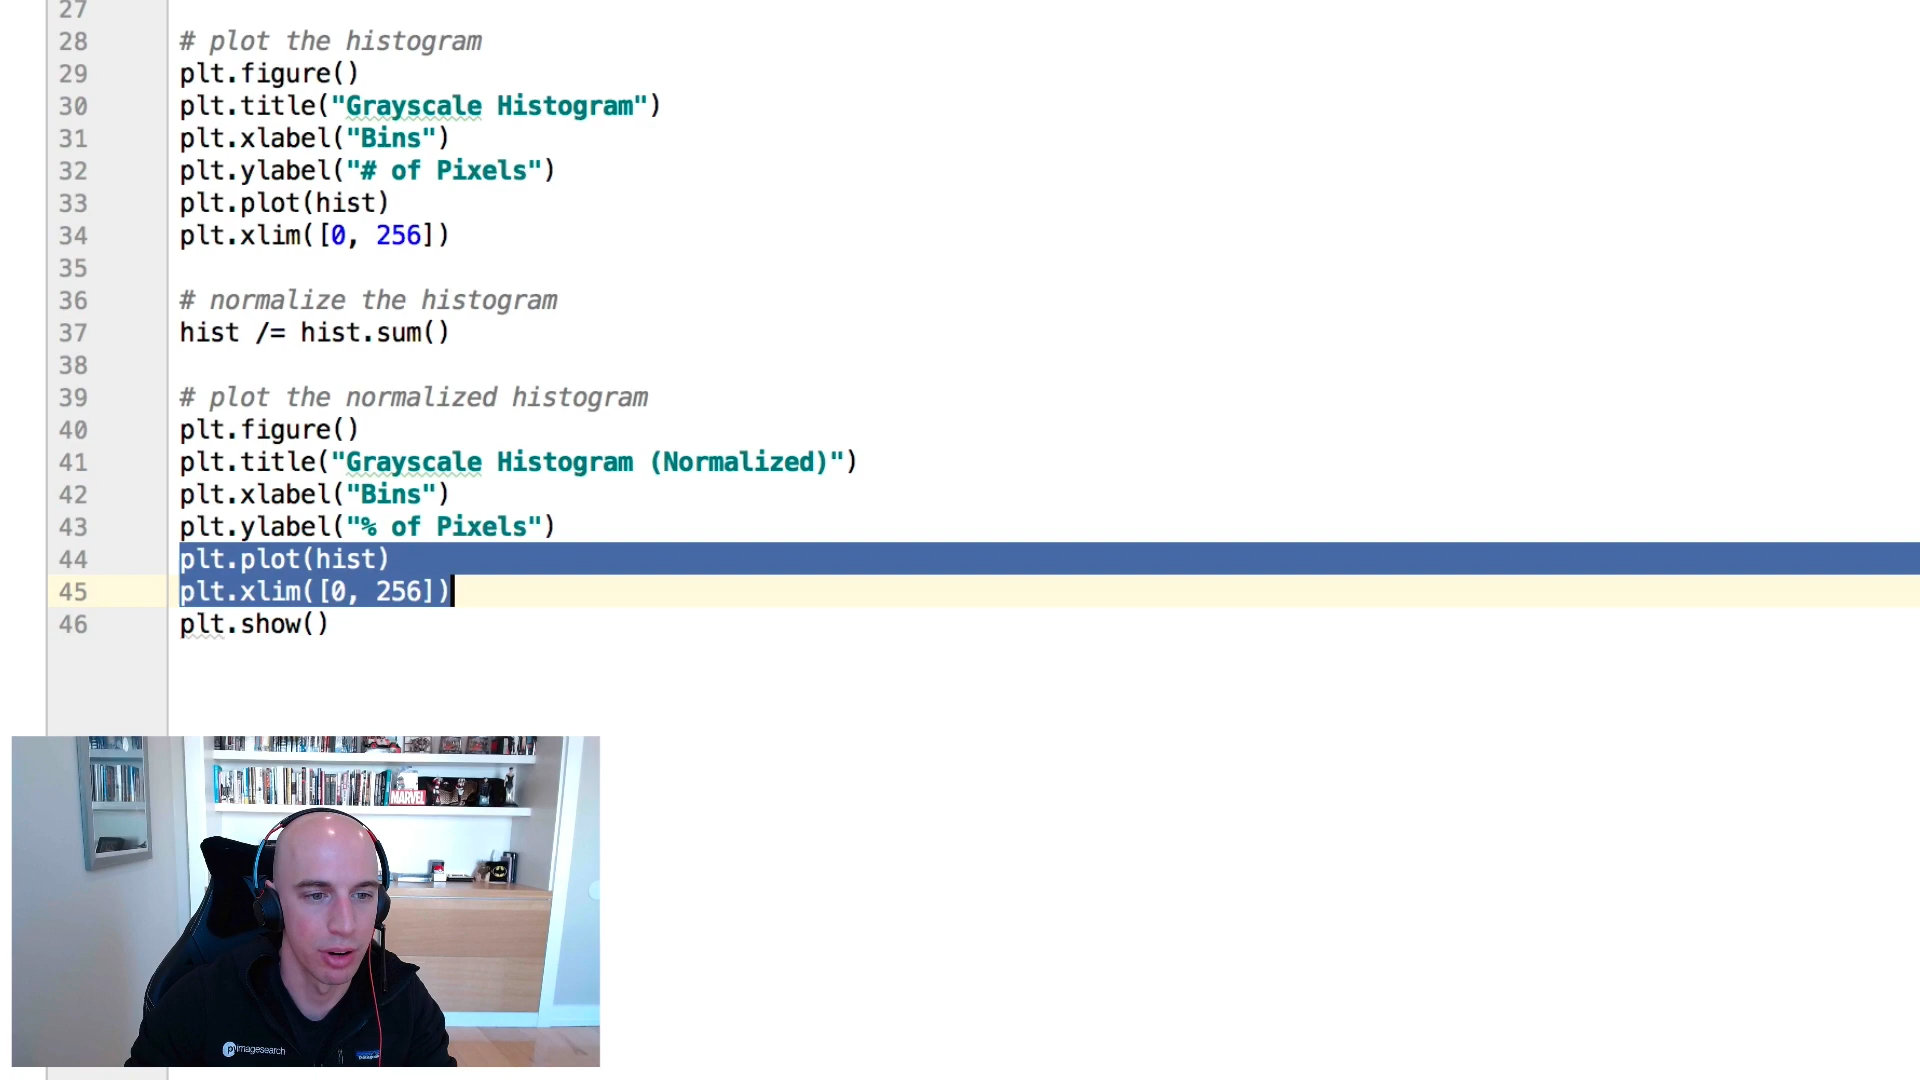 27
28 # plot the histogram
29 plt.figure()
30 plt.title("Grayscale Histogram")
31 plt.xlabel("Bins")
32 plt.ylabel("# of Pixels")
33 plt.plot(hist)
34 plt.xlim([0, 256])
35
36 # normalize the histogram
37 hist /= hist.sum()
38
39 # plot the normalized histogram
40 plt.figure()
41 plt.title("Grayscale Histogram (Normalized)")
42 plt.xlabel("Bins")
43 plt.ylabel("% of Pixels")
44 plt.plot(hist)
45 plt.xlim([0, 256])
46 plt.show()
MARVEL
pyimagesearch